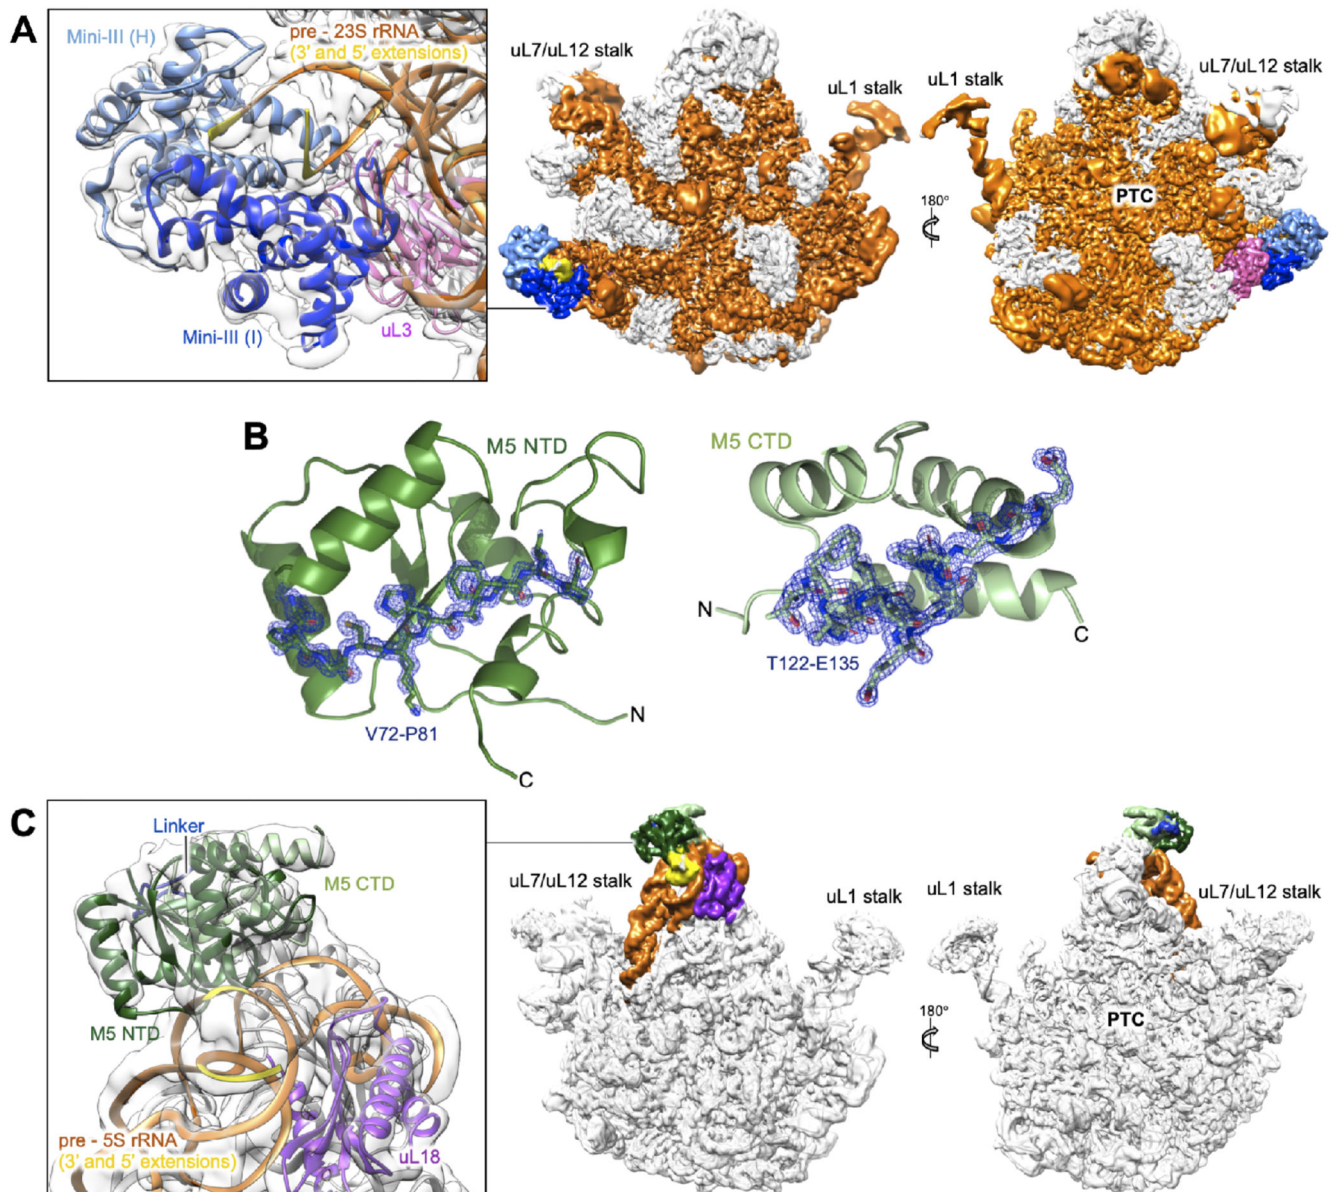 A
Mini-III (H)
pre - 23S rRNA
(3' and 5' extensions)
Mini-III (I)
uL3
uL7/uL12 stalk
uL1 stalk
180°
uL1 stalk
uL7/uL12 stalk
PTC
B
M5 NTD
V72-P81
N
C
M5 CTD
N
C
T122-E135
C
Linker
M5 CTD
M5 NTD
pre - 5S rRNA
(3' and 5' extensions)
uL18
uL7/uL12 stalk
uL1 stalk
180°
uL1 stalk
uL7/uL12 stalk
PTC